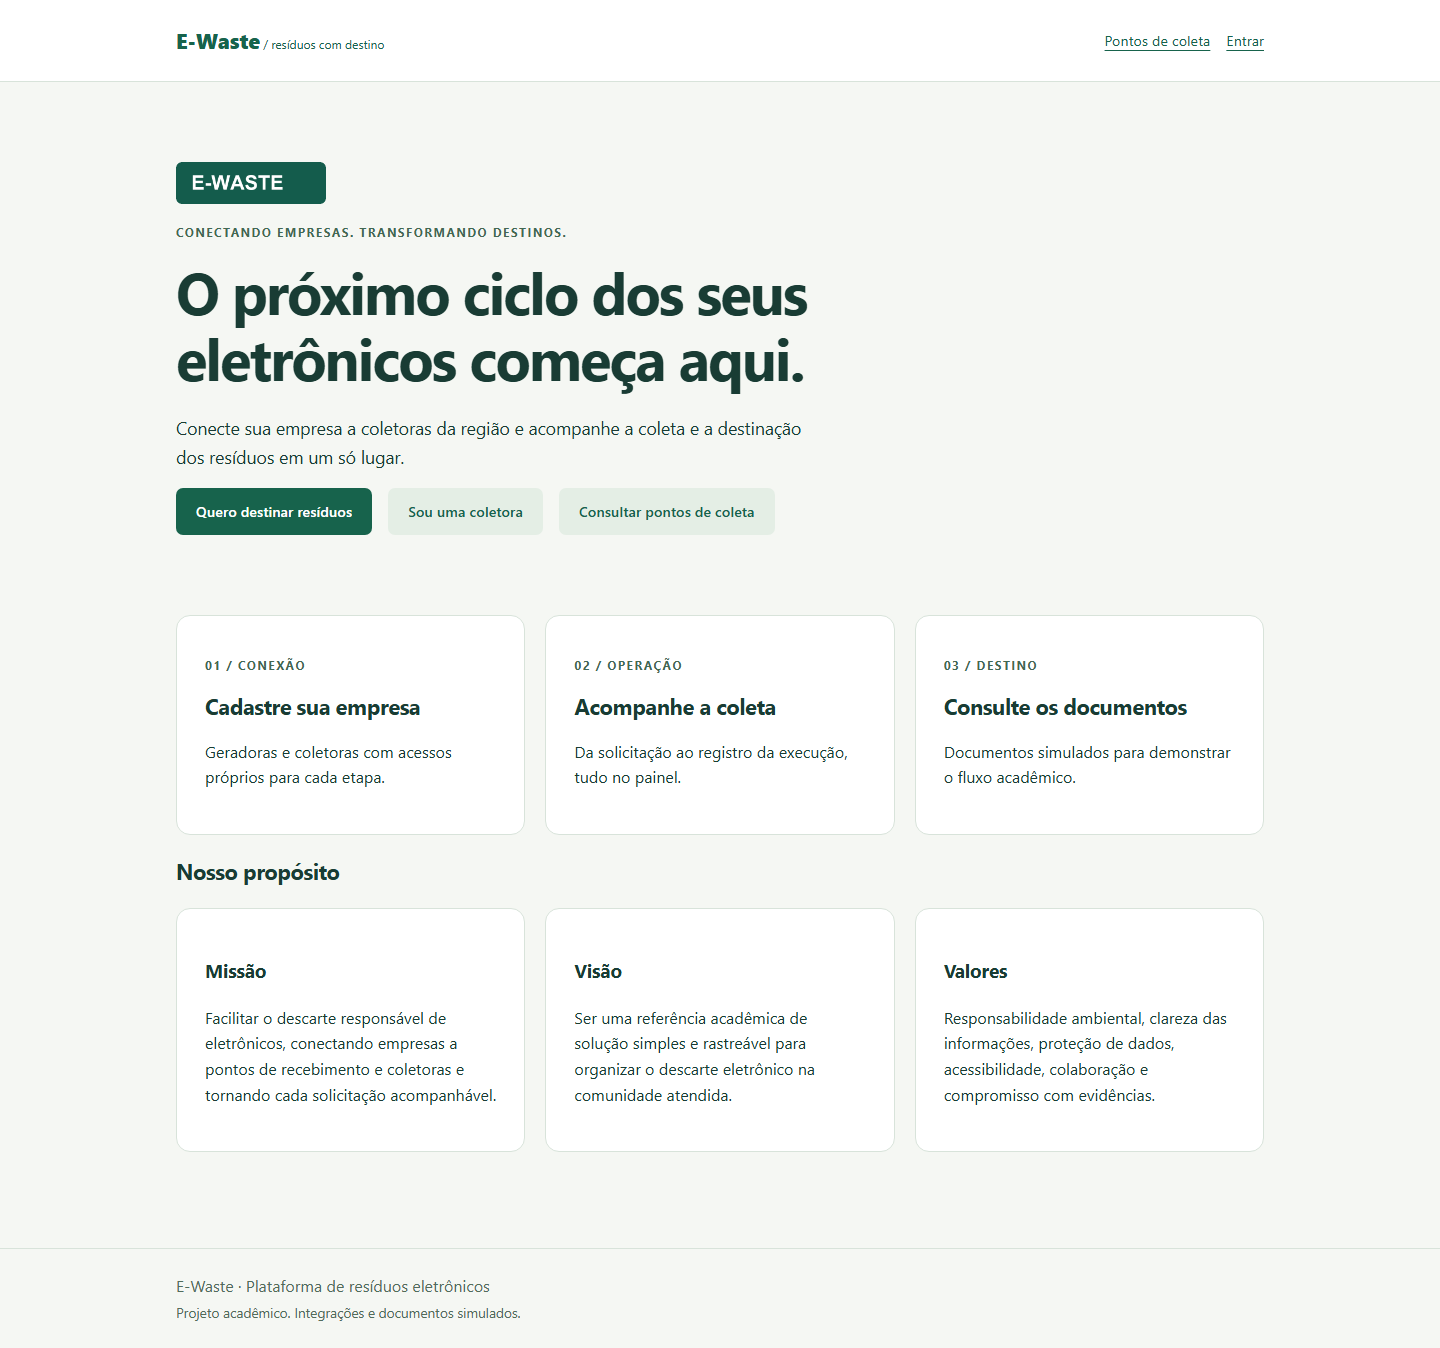 E-Waste / resíduos com destino
Pontos de coleta
Entrar
E-WASTE
CONECTANDO EMPRESAS. TRANSFORMANDO DESTINOS.
O próximo ciclo dos seus
eletrônicos começa aqui.
Conecte sua empresa a coletoras da região e acompanhe a coleta e a destinação
dos resíduos em um só lugar.
Quero destinar resíduos
Sou uma coletora
Consultar pontos de coleta
01 / CONEXÃO
Cadastre sua empresa
Geradoras e coletoras com acessos
próprios para cada etapa.
02 / OPERAÇÃO
Acompanhe a coleta
Da solicitação ao registro da execução,
tudo no painel.
03 / DESTINO
Consulte os documentos
Documentos simulados para demonstrar
o fluxo acadêmico.
Nosso propósito
Missão
Facilitar o descarte responsável de
eletrônicos, conectando empresas a
pontos de recebimento e coletoras e
tornando cada solicitação acompanhável.
Visão
Ser uma referência acadêmica de
solução simples e rastreável para
organizar o descarte eletrônico na
comunidade atendida.
Valores
Responsabilidade ambiental, clareza das
informações, proteção de dados,
acessibilidade, colaboração e
compromisso com evidências.
E-Waste · Plataforma de resíduos eletrônicos
Projeto acadêmico. Integrações e documentos simulados.